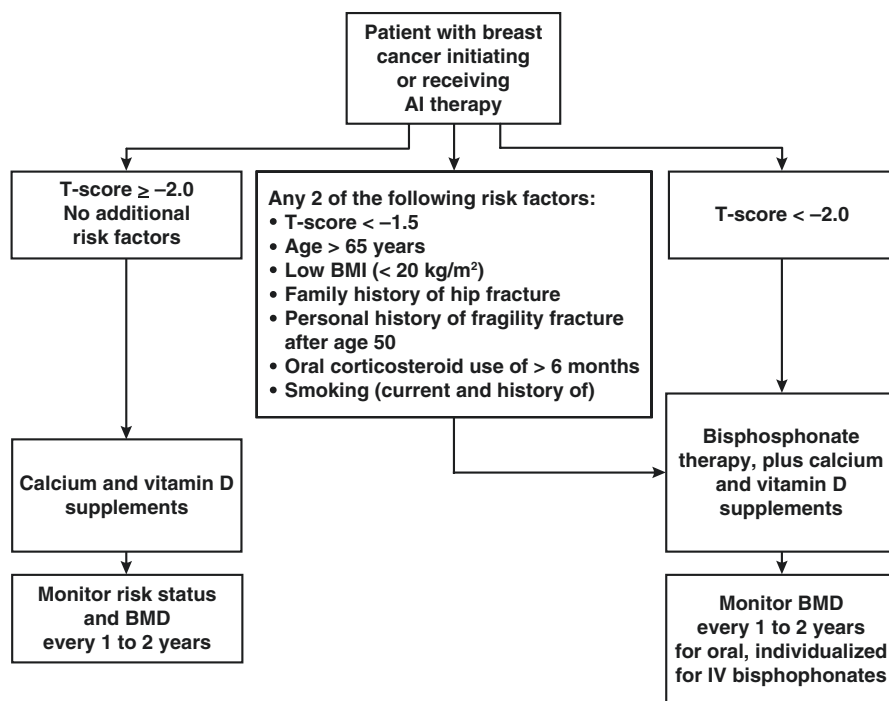 Patient with breast
cancer initiating
or receiving
AI therapy
T-score ≥ –2.0
No additional
risk factors
Any 2 of the following risk factors:
• T-score < –1.5
• Age > 65 years
• Low BMI (< 20 kg/m²)
• Family history of hip fracture
• Personal history of fragility fracture
after age 50
• Oral corticosteroid use of > 6 months
• Smoking (current and history of)
T-score < –2.0
Calcium and vitamin D
supplements
Bisphosphonate
therapy, plus calcium
and vitamin D
supplements
Monitor risk status
and BMD
every 1 to 2 years
Monitor BMD
every 1 to 2 years
for oral, individualized
for IV bisphophonates